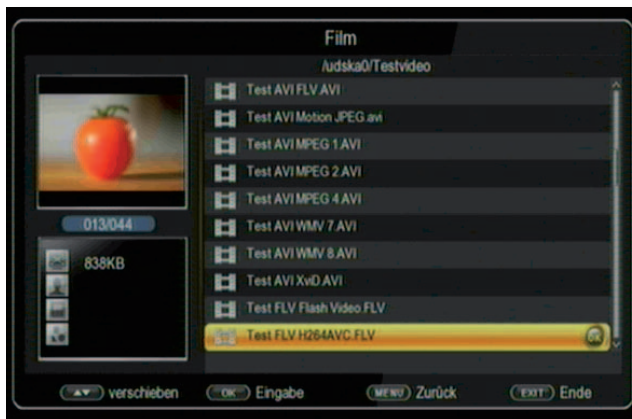 Film
/udska0/Testvideo
Test AVI FLV.AVI
Test AVI Motion JPEG.avi
Test AVI MPEG 1.AVI
Test AVI MPEG 2.AVI
Test AVI MPEG 4.AVI
Test AVI WMV 7.AVI
Test AVI WMV 8.AVI
Test AVI XviD.AVI
Test FLV Flash Video.FLV
Test FLV H264AVC.FLV
OK
013/044
838KB
verschieben
OK Eingabe
MENU Zurück
EXIT Ende